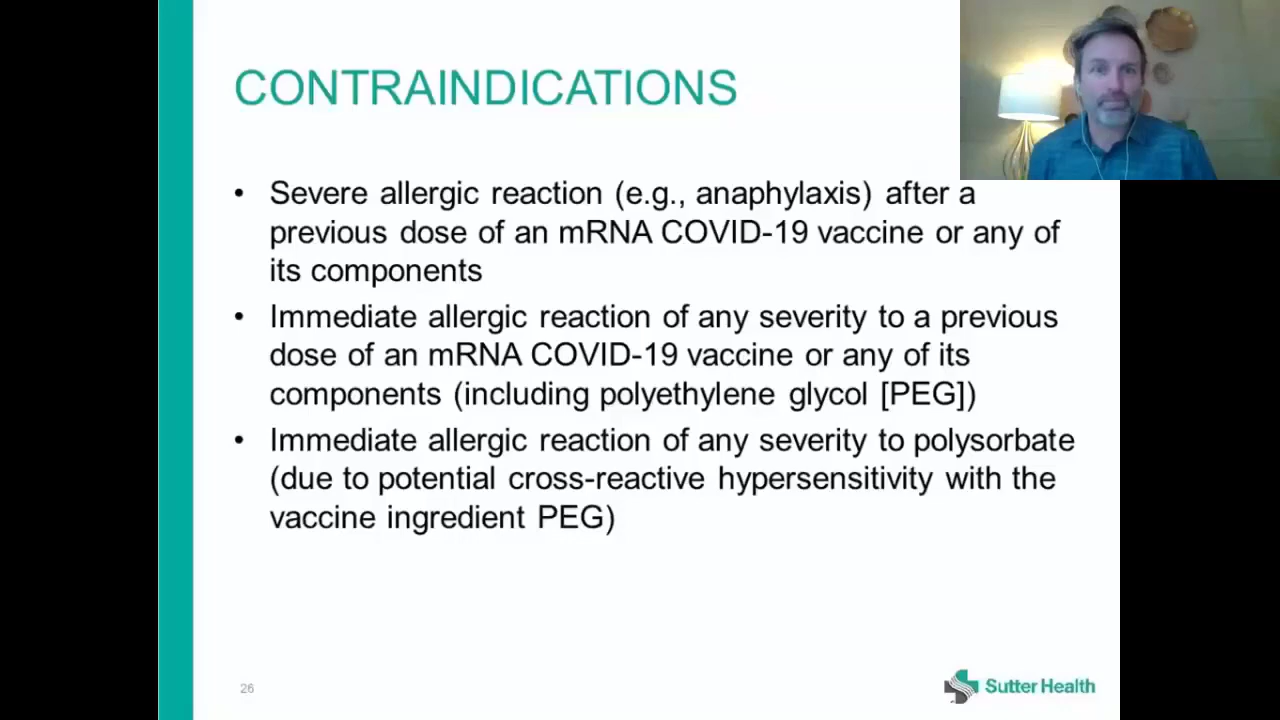 CONTRAINDICATIONS
• Severe allergic reaction (e.g., anaphylaxis) after a
previous dose of an mRNA COVID-19 vaccine or any of
its components
• Immediate allergic reaction of any severity to a previous
dose of an mRNA COVID-19 vaccine or any of its
components (including polyethylene glycol [PEG])
• Immediate allergic reaction of any severity to polysorbate
(due to potential cross-reactive hypersensitivity with the
vaccine ingredient PEG)
26
Sutter Health